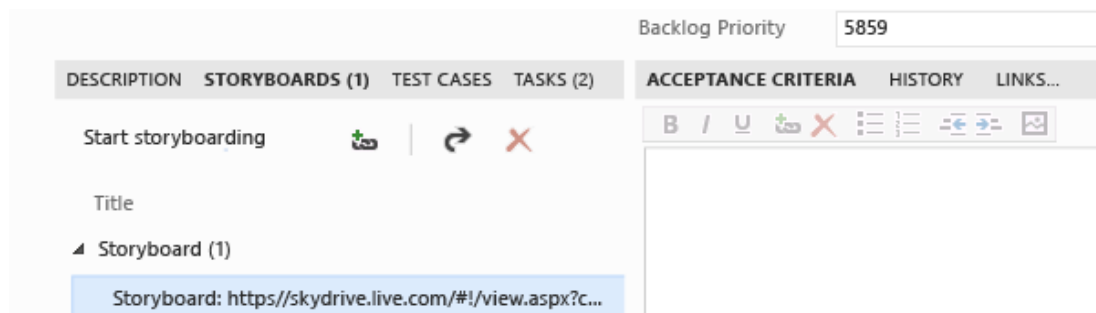 Backlog Priority 5859
DESCRIPTION STORYBOARDS (1) TEST CASES TASKS (2) ACCEPTANCE CRITERIA HISTORY LINKS...
Start storyboarding B I U
Title
Storyboard (1)
Storyboard: https//skydrive.live.com/#!/view.aspx?c...